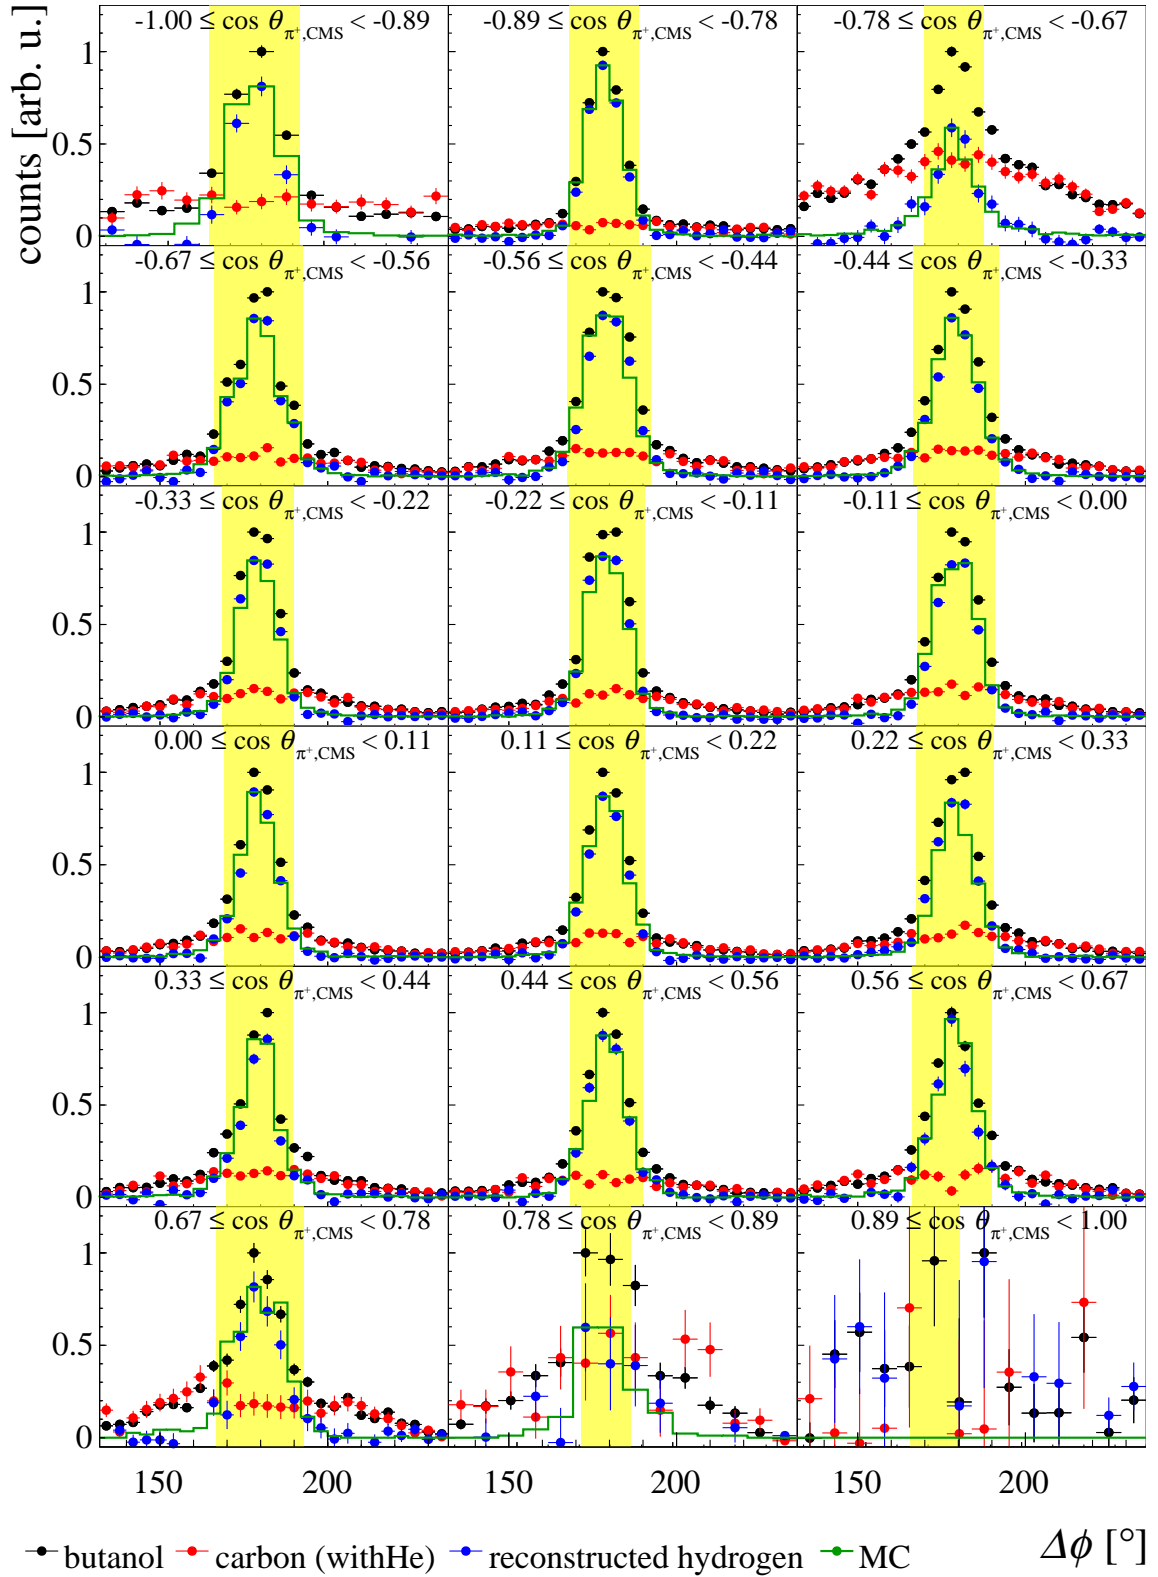 counts [arb. u.]
-1.00 ≤ cos θπ⁺,CMS < -0.89
-0.89 ≤ cos θπ⁺,CMS < -0.78
-0.78 ≤ cos θπ⁺,CMS < -0.67
1
0.5
0
-0.67 ≤ cos θπ⁺,CMS < -0.56
-0.56 ≤ cos θπ⁺,CMS < -0.44
-0.44 ≤ cos θπ⁺,CMS < -0.33
1
0.5
0
-0.33 ≤ cos θπ⁺,CMS < -0.22
-0.22 ≤ cos θπ⁺,CMS < -0.11
-0.11 ≤ cos θπ⁺,CMS < 0.00
1
0.5
0
0.00 ≤ cos θπ⁺,CMS < 0.11
0.11 ≤ cos θπ⁺,CMS < 0.22
0.22 ≤ cos θπ⁺,CMS < 0.33
1
0.5
0
0.33 ≤ cos θπ⁺,CMS < 0.44
0.44 ≤ cos θπ⁺,CMS < 0.56
0.56 ≤ cos θπ⁺,CMS < 0.67
1
0.5
0
0.67 ≤ cos θπ⁺,CMS < 0.78
0.78 ≤ cos θπ⁺,CMS < 0.89
0.89 ≤ cos θπ⁺,CMS < 1.00
1
0.5
0
150 200 150 200 150 200
Δϕ [°]
butanol carbon (withHe) reconstructed hydrogen MC